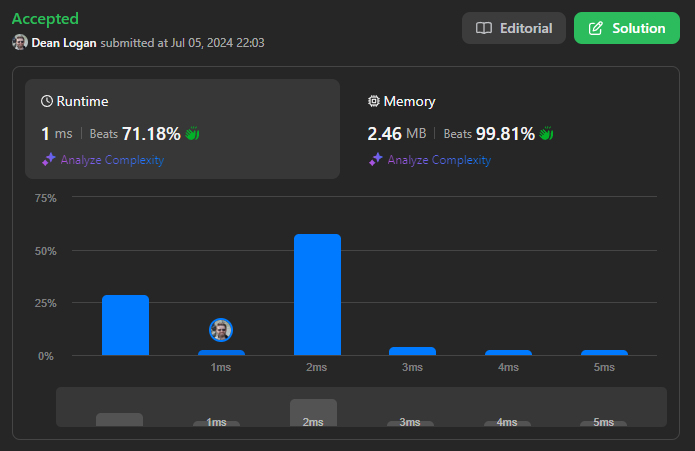 Accepted
Dean Logan submitted at Jul 05, 2024 22:03
Editorial
Solution
Runtime
1 ms Beats 71.18%
Analyze Complexity
Memory
2.46 MB Beats 99.81%
Analyze Complexity
75%
50%
25%
0%
1ms 2ms 3ms 4ms 5ms
1ms 2ms 3ms 4ms 5ms